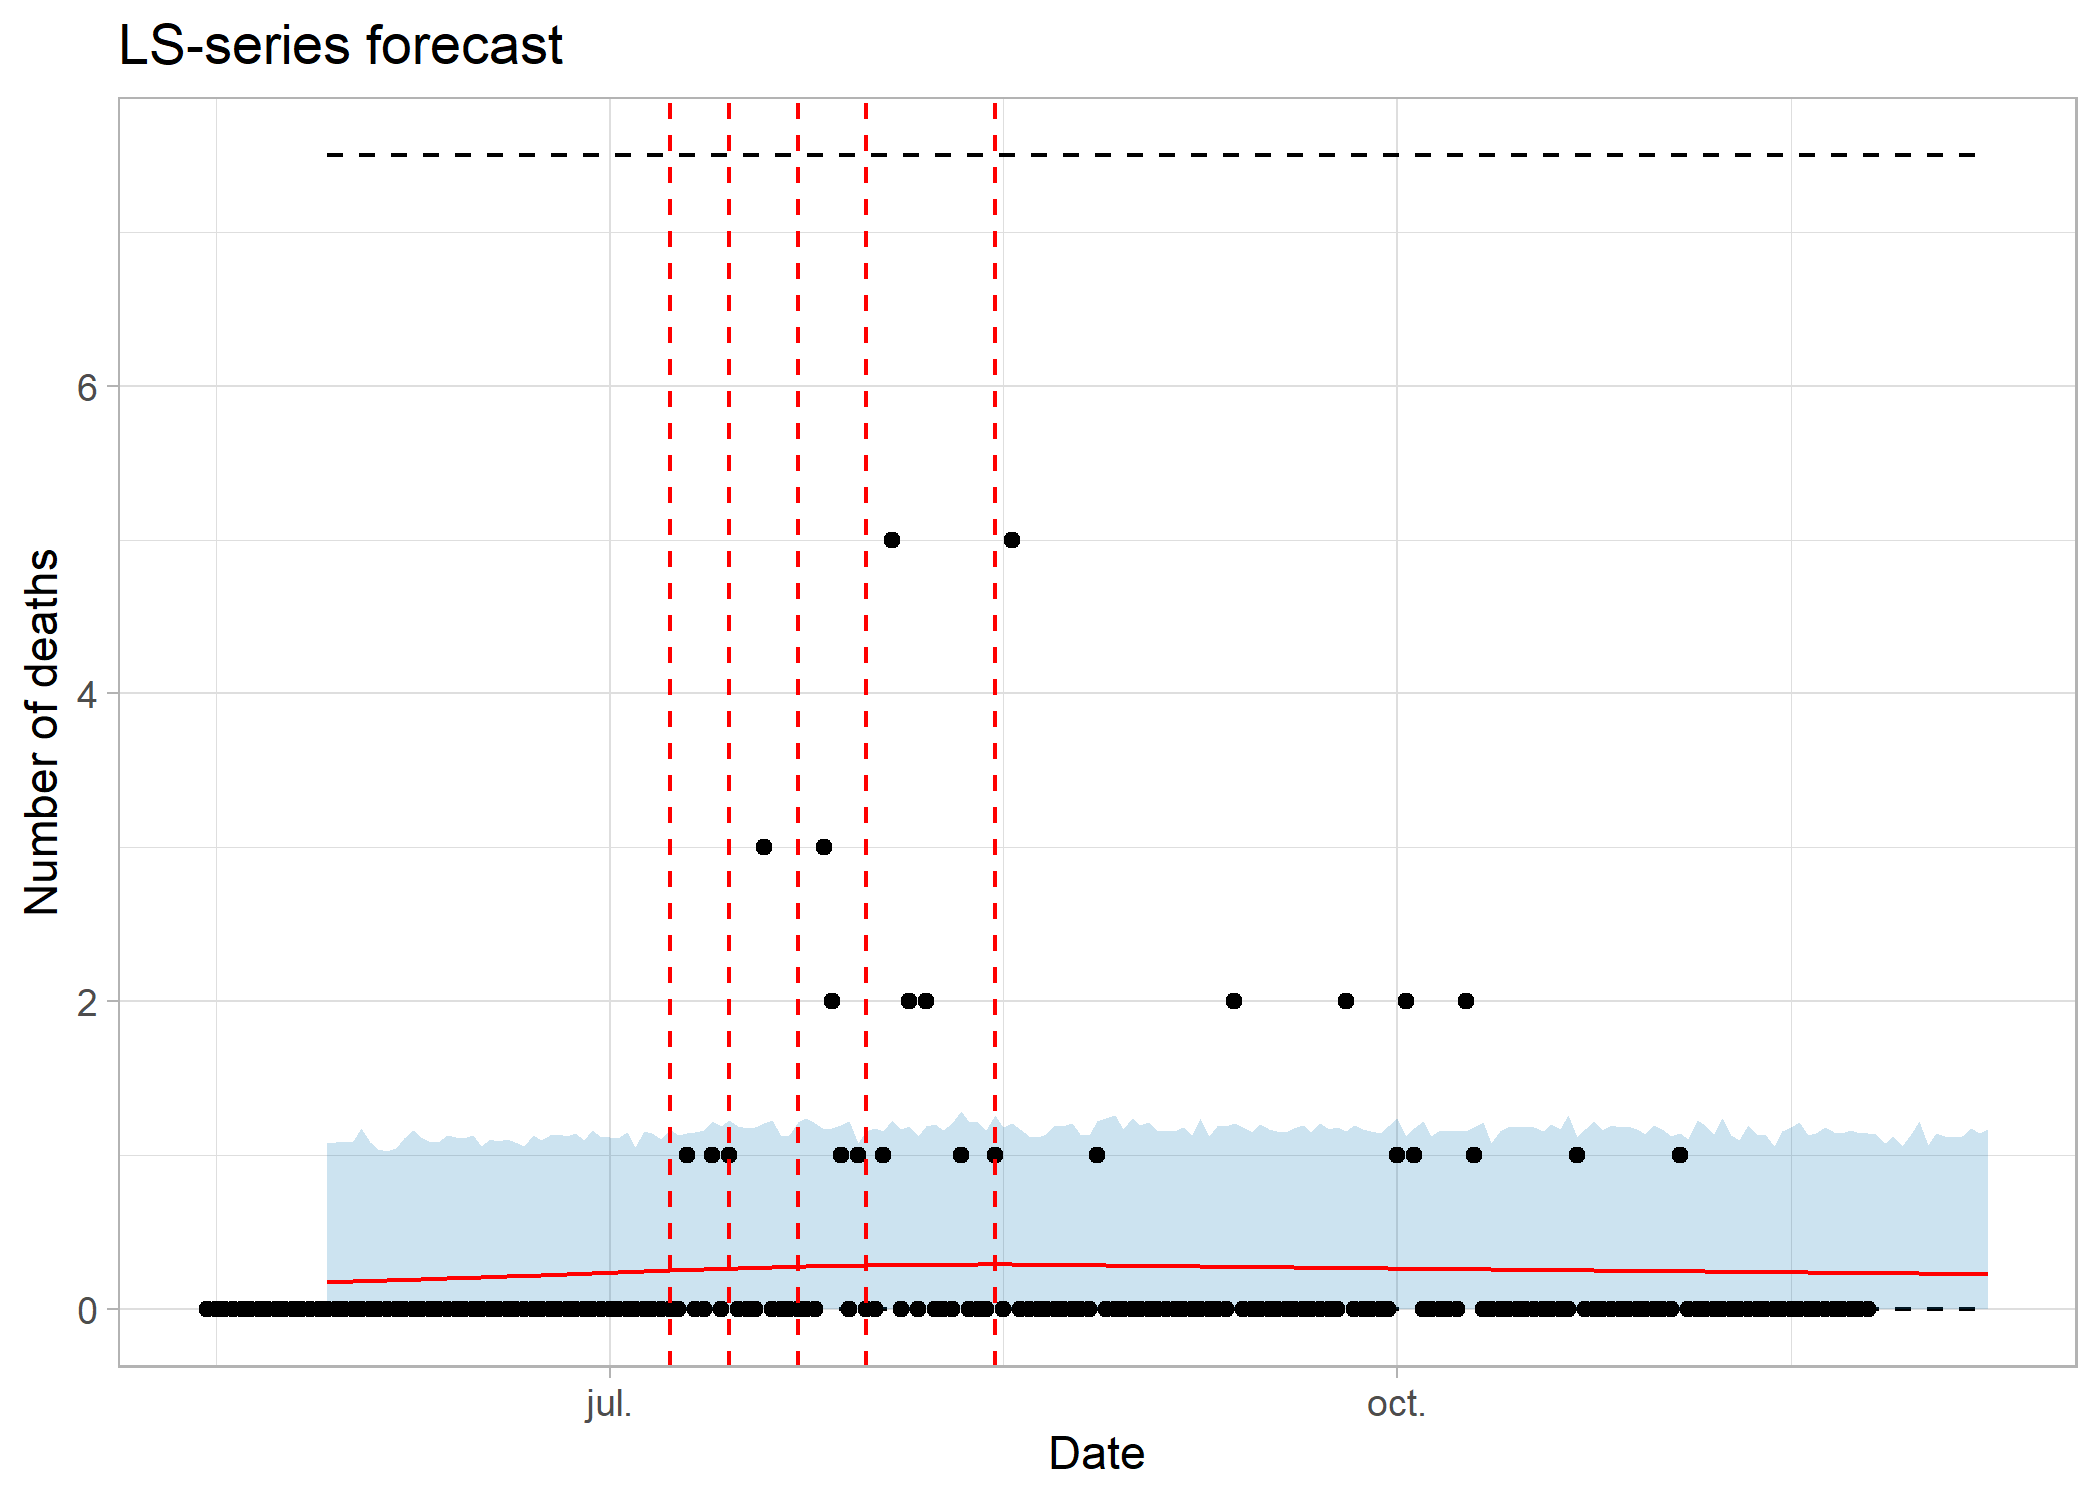 LS-series forecast
Number of deaths
6
4
2
0
jul.
oct.
Date